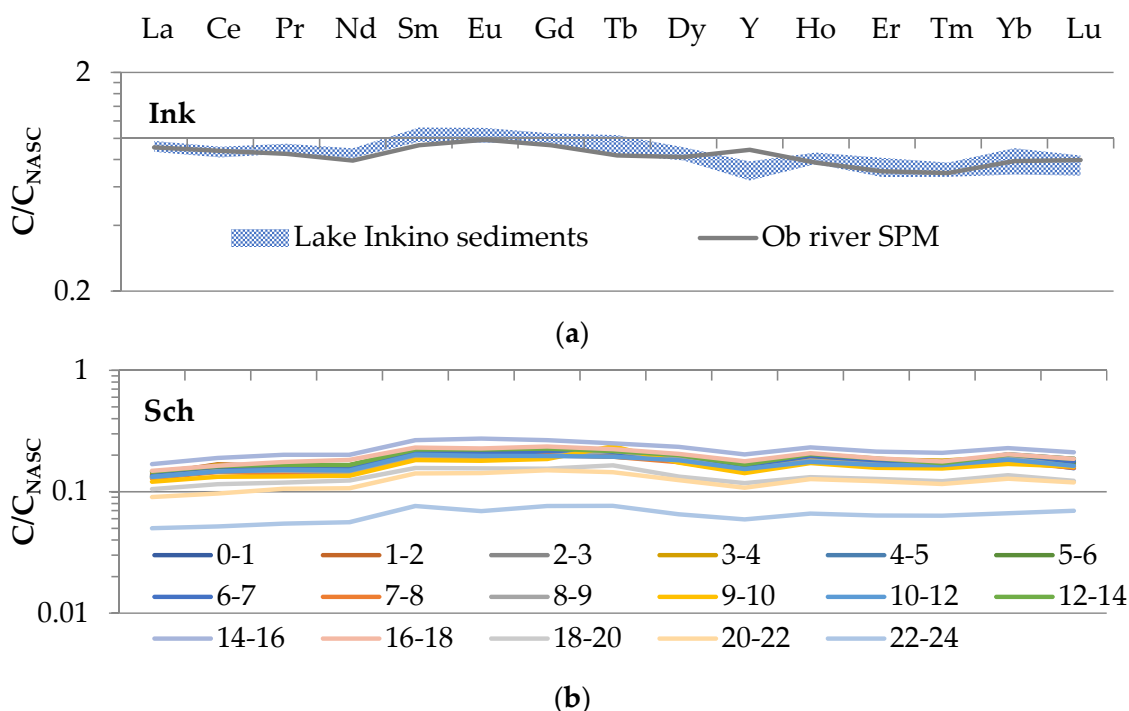 La Ce Pr Nd Sm Eu Gd Tb Dy Y Ho Er Tm Yb Lu
2
Ink
C/C_NASC
Lake Inkino sediments Ob river SPM
0.2
(a)
1
Sch
C/C_NASC
0.1
0-1 1-2 2-3 3-4 4-5 5-6
6-7 7-8 8-9 9-10 10-12 12-14
0.01
14-16 16-18 18-20 20-22 22-24
(b)